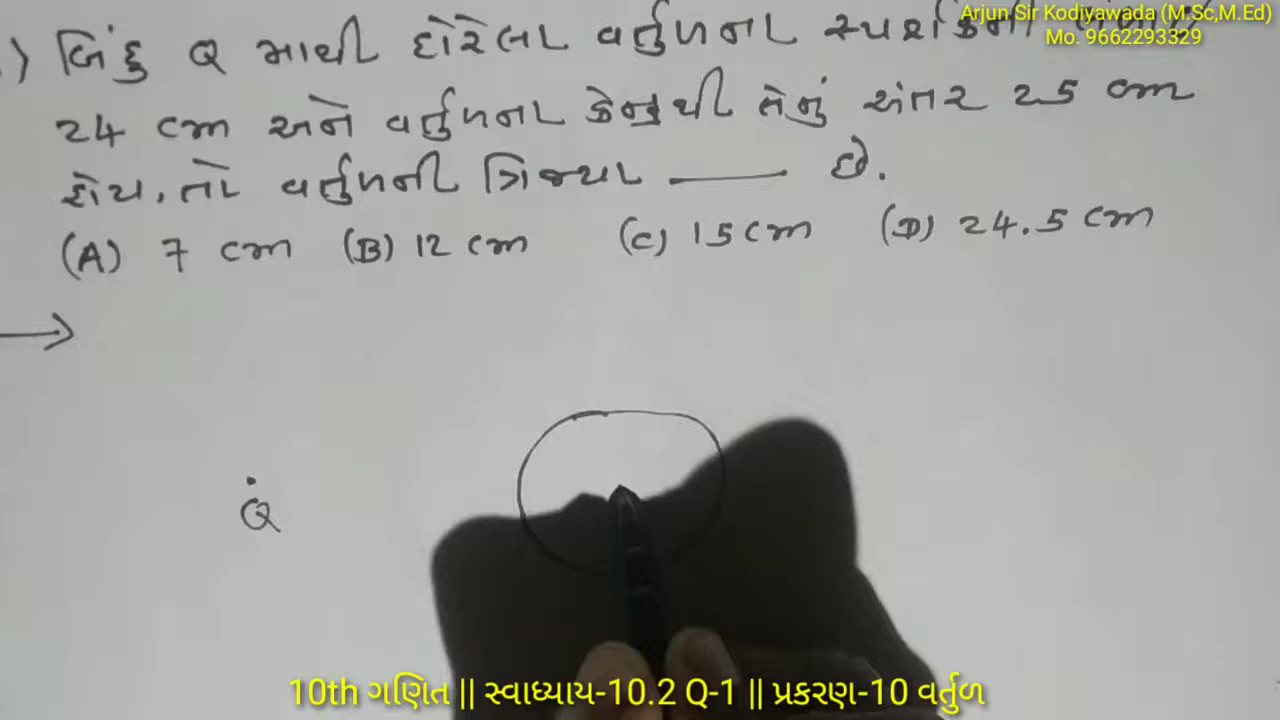 Arjun Sir Kodiyawada (M.Sc,M.Ed)
Mo. 9662293329
) બિંદુ Q માથી દોરેલા વર્તુળના સ્પર્શકની
24 cm અને વર્તુળના કેન્દ્રથી તેનું અંતર 25 cm
હોય, તો વર્તુળની ત્રિજ્યા ——— છે.
(A) 7 cm (B) 12 cm (C) 15 cm (D) 24.5 cm
Q
10th ગણિત || સ્વાધ્યાય-10.2 Q-1 || પ્રકરણ-10 વર્તુળ